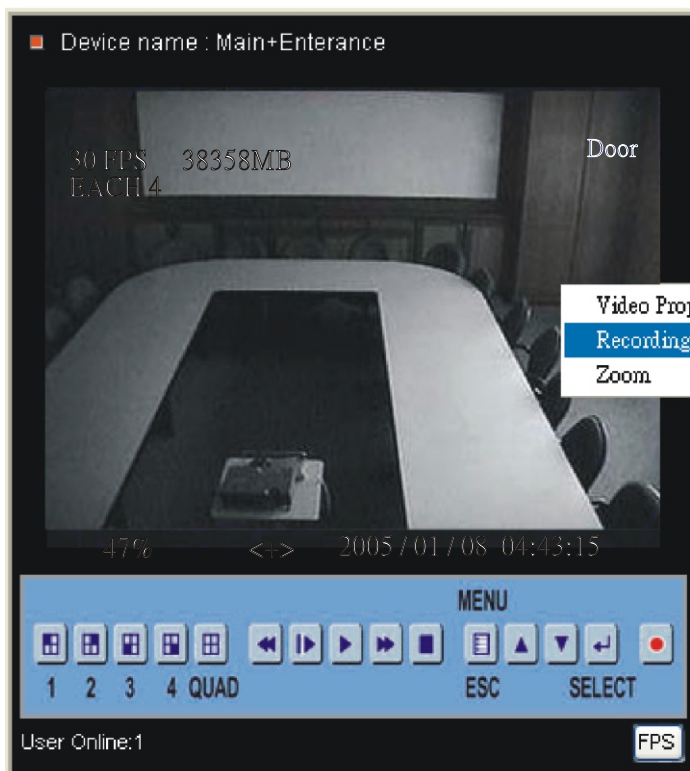 Device name : Main+Enterance
30 FPS 38358MB
Door
EACH 4
Video
Recording
Zoom
47% <+> 2005 / 01 / 08 04:43:15
MENU
1 2 3 4 QUAD ESC SELECT
User Online:1
FPS